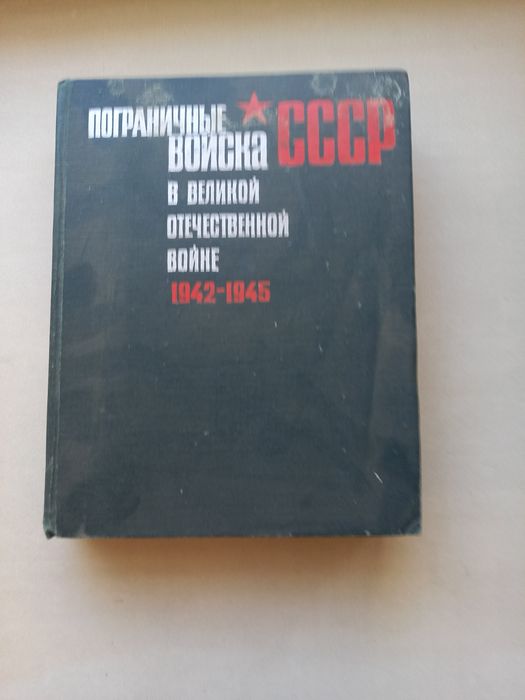 ПОГРАНИЧНЫЕ
ВОЙСКА СССР
В ВЕЛИКОЙ
ОТЕЧЕСТВЕННОЙ
ВОЙНЕ
1942-1945